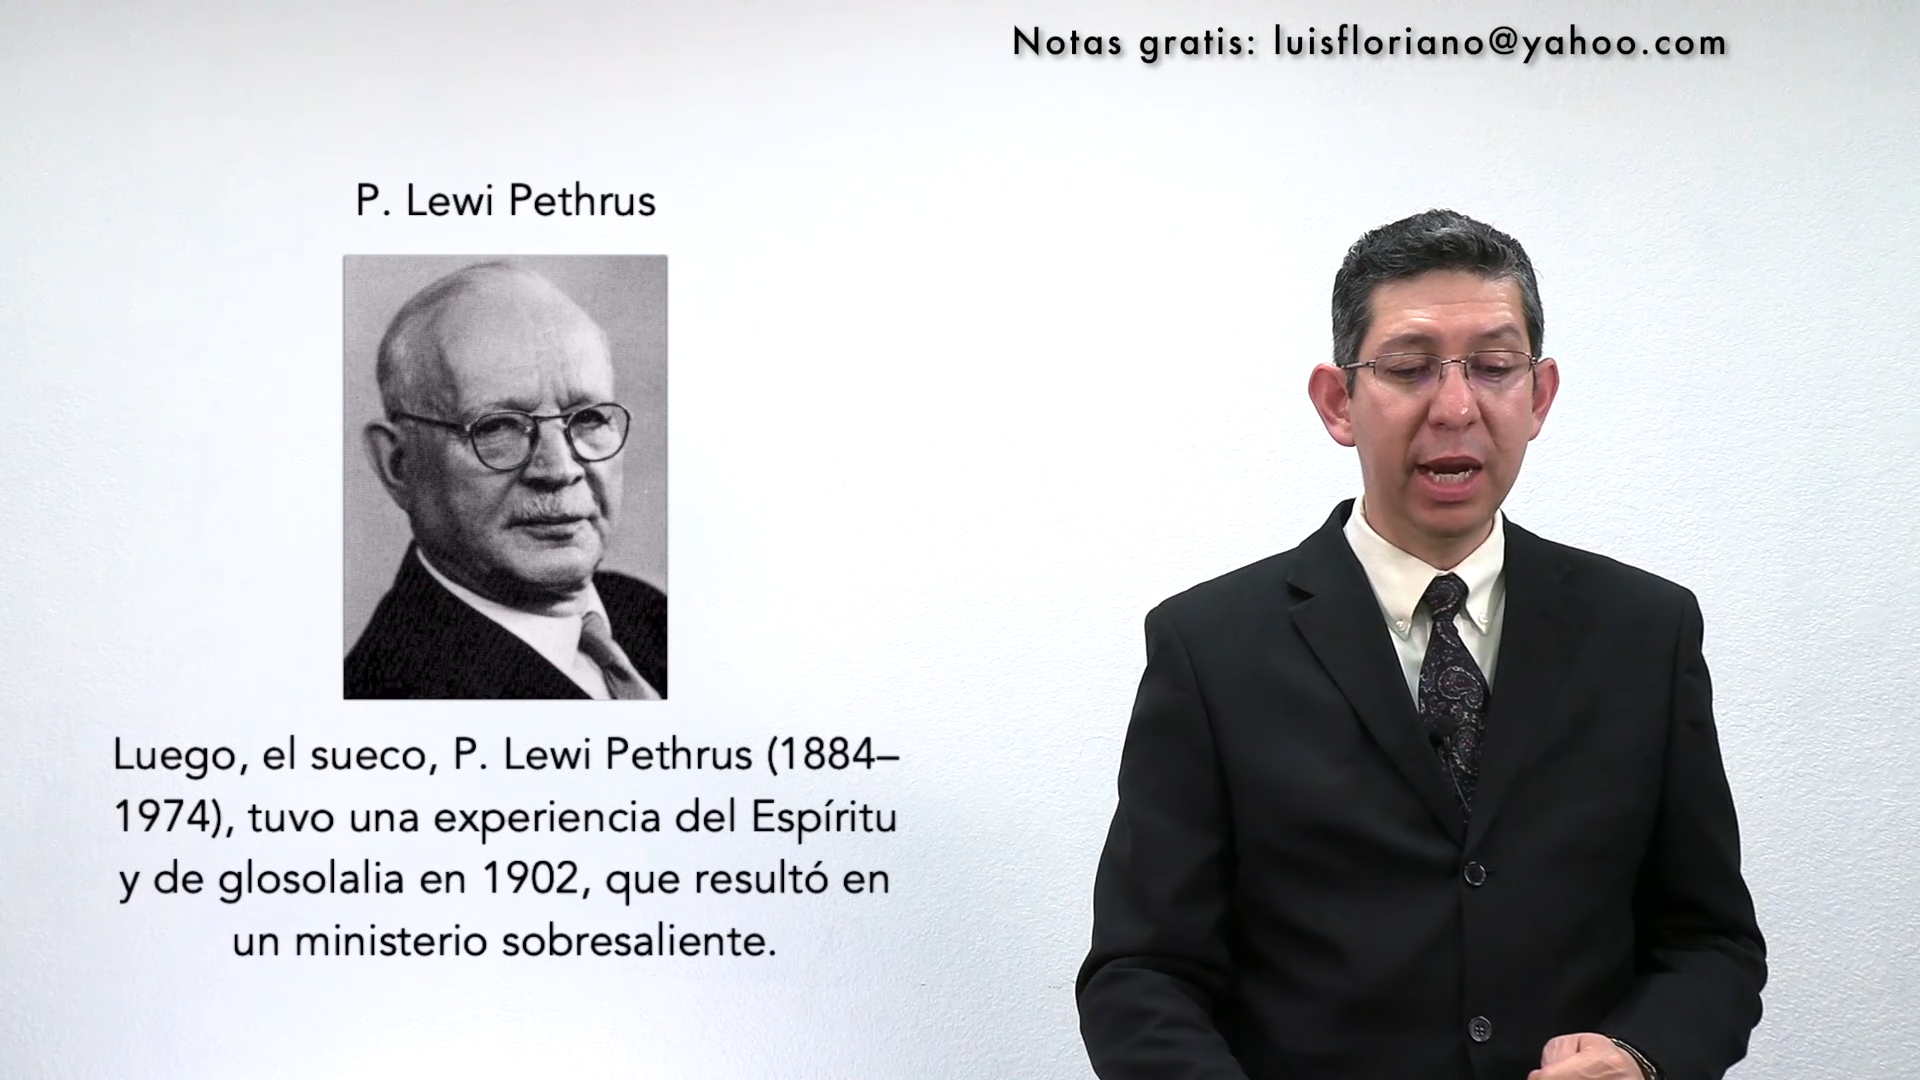 Notas gratis: luisfloriano@yahoo.com
P. Lewi Pethrus
Luego, el sueco, P. Lewi Pethrus (1884–
1974), tuvo una experiencia del Espíritu
y de glosolalia en 1902, que resultó en
un ministerio sobresaliente.